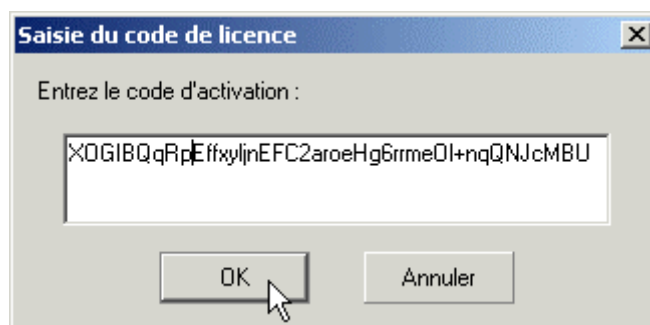 Saisie du code de licence
Entrez le code d'activation :
XOGIBQqRpEffxyljnEFC2aroeHg6rrmeOI+nqQNJcMBU
OK
Annuler